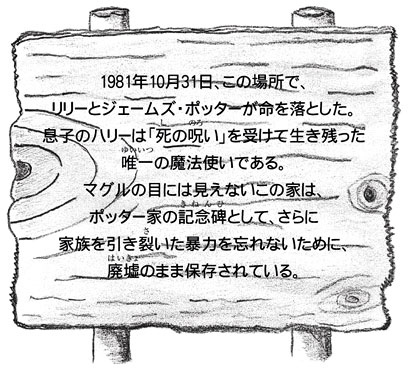 1981年10月31日、この場所で、
リリーとジェームズ・ポッターが命を落とした。
息子のハリーは「死の呪い」を受けて生き残った
唯一の魔法使いである。
マグルの目には見えないこの家は、
ポッター家の記念碑として、さらに
家族を引き裂いた暴力を忘れないために、
廃墟のまま保存されている。